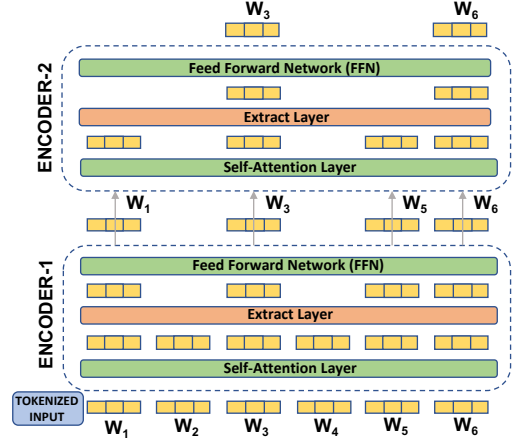 W3 W6
ENCODER-2
Feed Forward Network (FFN)
Extract Layer
Self-Attention Layer
W1 W3 W5 W6
ENCODER-1
Feed Forward Network (FFN)
Extract Layer
Self-Attention Layer
TOKENIZED
INPUT
W1 W2 W3 W4 W5 W6